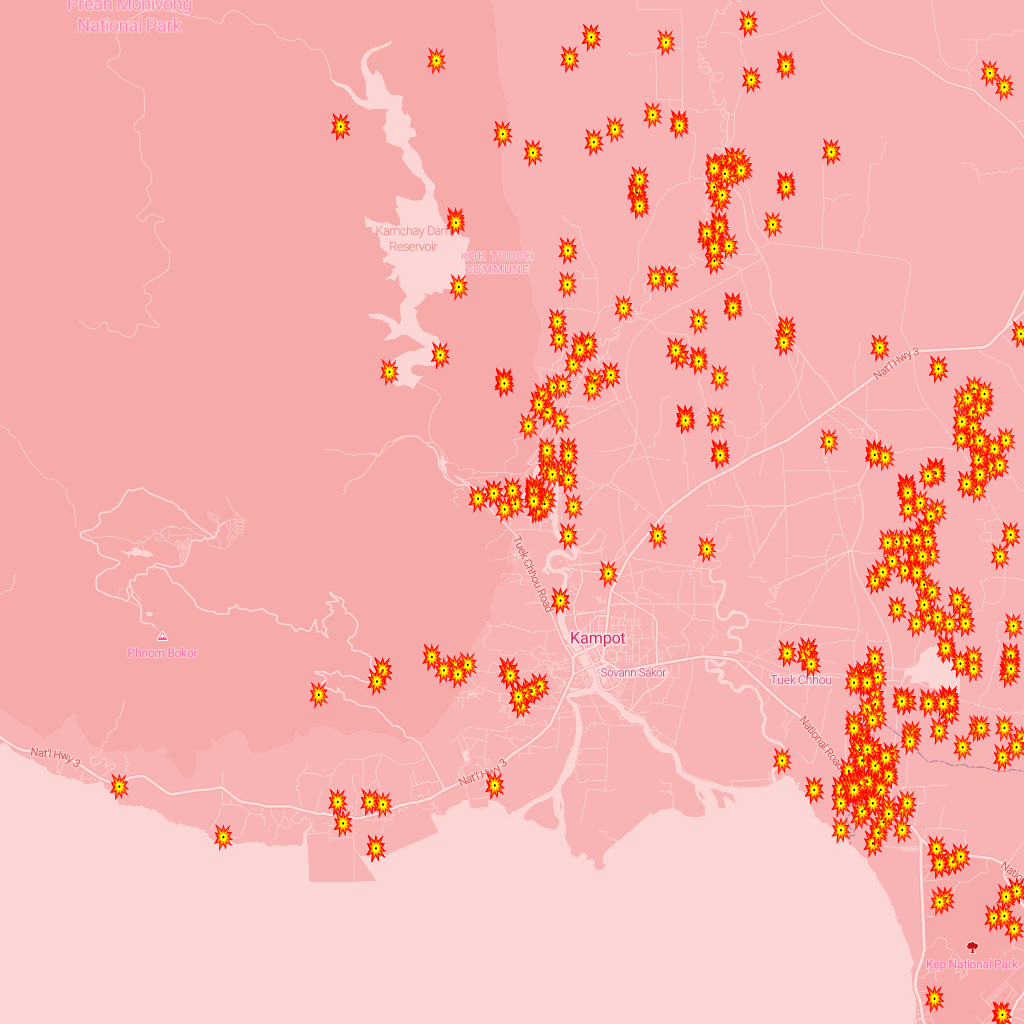 Preah Monivong
National Park
Kamchay Dam
Reservoir
KOH TOUCH
COMMUNE
Nat'l Hwy 3
Tuek Chhou Road
Kampot
Phnom Bokor
Sovann Sakor
Tuek Chhou
National Road
Nat'l Hwy 3
Nat'l Hwy 3
Kep National Park